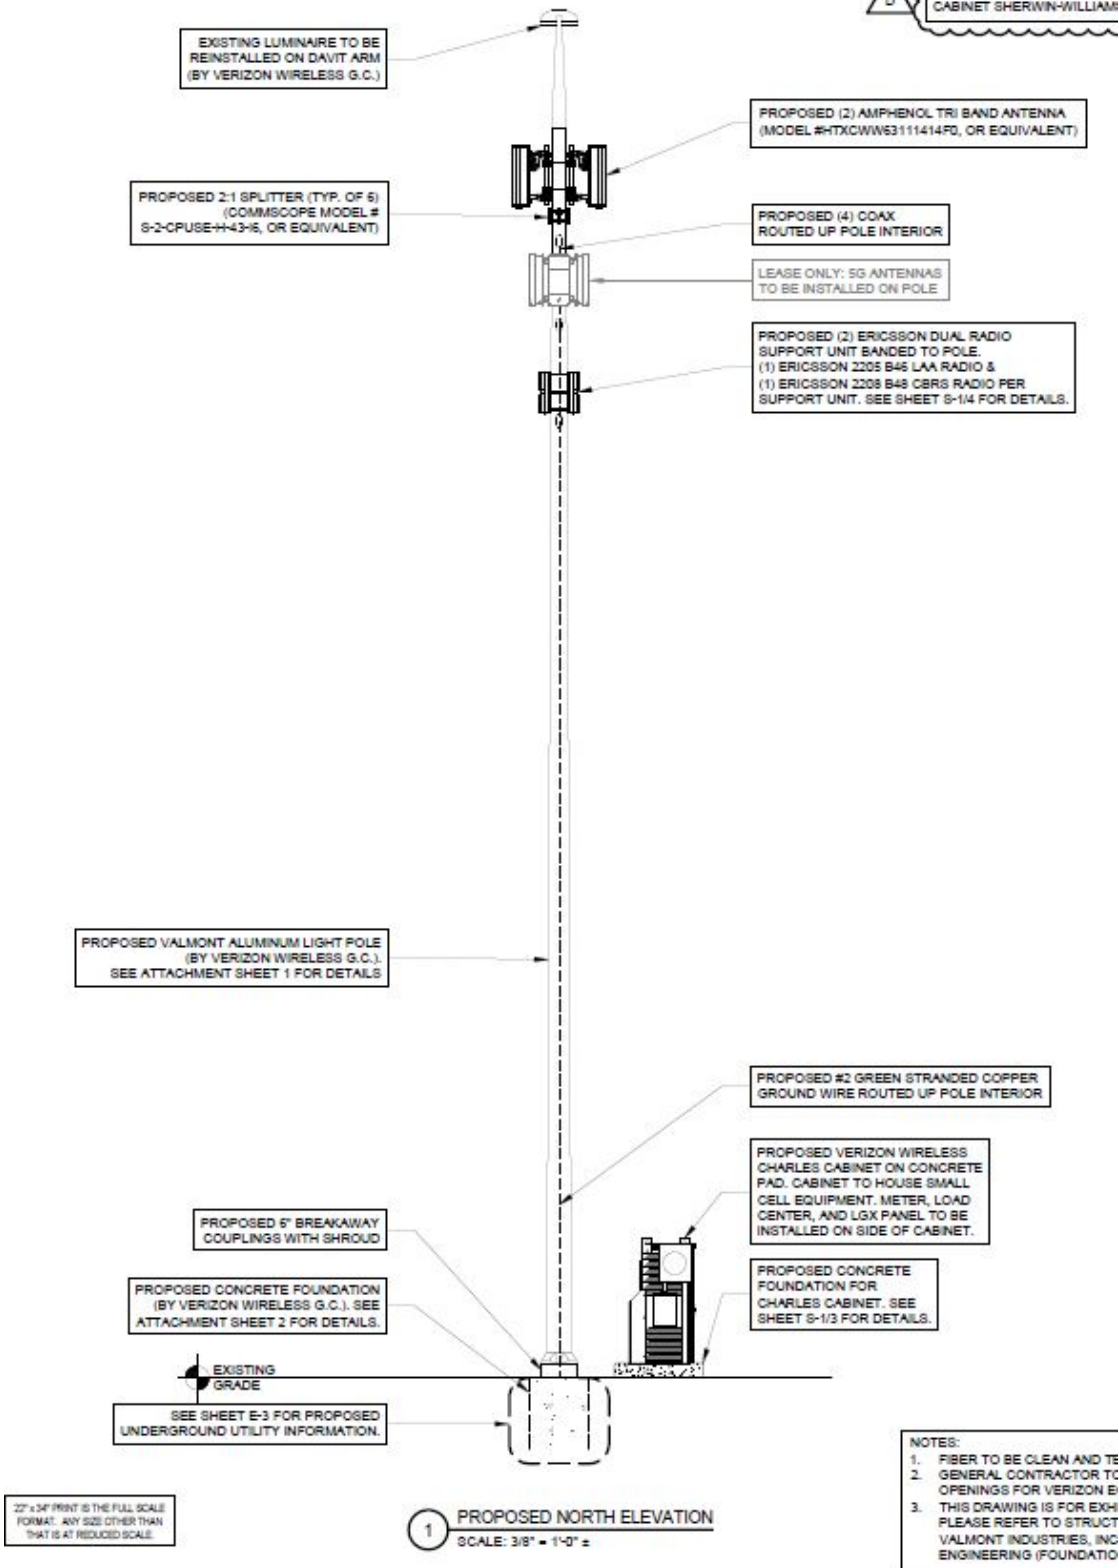 CABINET SHERWIN-WILLIAMS
EXISTING LUMINAIRE TO BE
REINSTALLED ON DAVIT ARM
(BY VERIZON WIRELESS G.C.)
PROPOSED (2) AMPHENOL TRI BAND ANTENNA
(MODEL #HTXCWW63111414F0, OR EQUIVALENT)
PROPOSED 2:1 SPLITTER (TYP. OF 6)
(COMMSCOPE MODEL #
S-2-CPUSE-H-43-I6, OR EQUIVALENT)
PROPOSED (4) COAX
ROUTED UP POLE INTERIOR
LEASE ONLY: 5G ANTENNAS
TO BE INSTALLED ON POLE
PROPOSED (2) ERICSSON DUAL RADIO
SUPPORT UNIT BANDED TO POLE.
(1) ERICSSON 2205 B46 LAA RADIO &
(1) ERICSSON 2208 B48 CBRS RADIO PER
SUPPORT UNIT. SEE SHEET S-1/4 FOR DETAILS.
PROPOSED VALMONT ALUMINUM LIGHT POLE
(BY VERIZON WIRELESS G.C.).
SEE ATTACHMENT SHEET 1 FOR DETAILS
PROPOSED #2 GREEN STRANDED COPPER
GROUND WIRE ROUTED UP POLE INTERIOR
PROPOSED VERIZON WIRELESS
CHARLES CABINET ON CONCRETE
PAD. CABINET TO HOUSE SMALL
CELL EQUIPMENT. METER, LOAD
CENTER, AND LGX PANEL TO BE
INSTALLED ON SIDE OF CABINET.
PROPOSED 6" BREAKAWAY
COUPLINGS WITH SHROUD
PROPOSED CONCRETE
FOUNDATION FOR
CHARLES CABINET. SEE
SHEET S-1/3 FOR DETAILS.
PROPOSED CONCRETE FOUNDATION
(BY VERIZON WIRELESS G.C.). SEE
ATTACHMENT SHEET 2 FOR DETAILS.
EXISTING
GRADE
SEE SHEET E-3 FOR PROPOSED
UNDERGROUND UTILITY INFORMATION.
NOTES:
1. FIBER TO BE CLEAN AND TE
2. GENERAL CONTRACTOR TO
OPENINGS FOR VERIZON E
3. THIS DRAWING IS FOR EXH
PLEASE REFER TO STRUCT
VALMONT INDUSTRIES, INC
ENGINEERING (FOUNDATIO
22" x 34" PRINT IS THE FULL SCALE
FORMAT. ANY SIZE OTHER THAN
THAT IS AT REDUCED SCALE.
1 PROPOSED NORTH ELEVATION
SCALE: 3/8" = 1'-0" ±